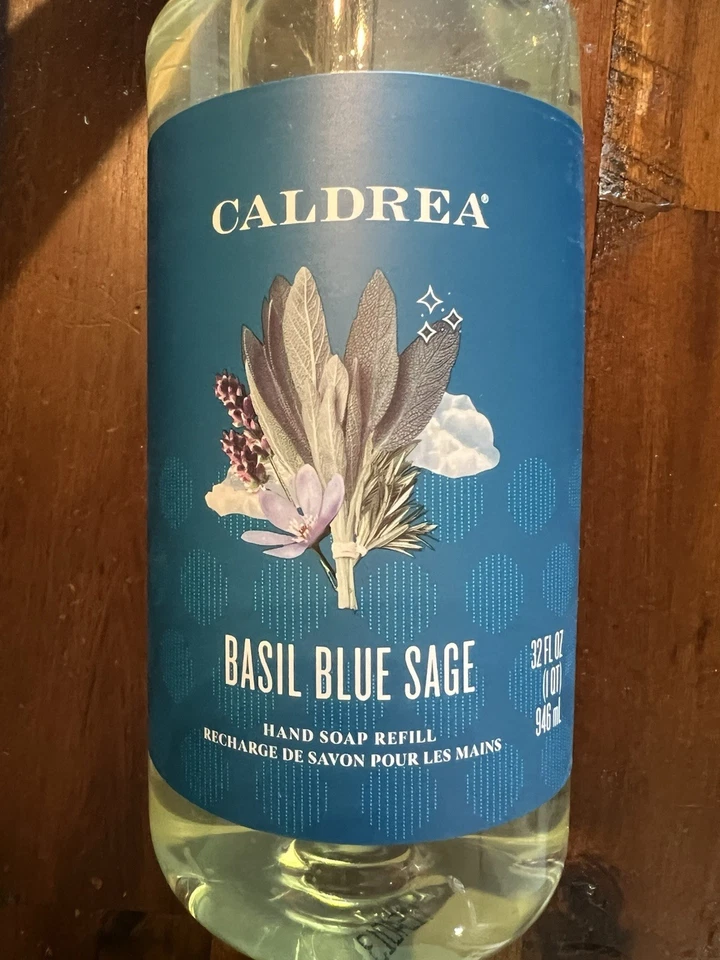 CALDREA®
BASIL BLUE SAGE
32 FL OZ
(1 QT)
946 mL
HAND SOAP REFILL
RECHARGE DE SAVON POUR LES MAINS